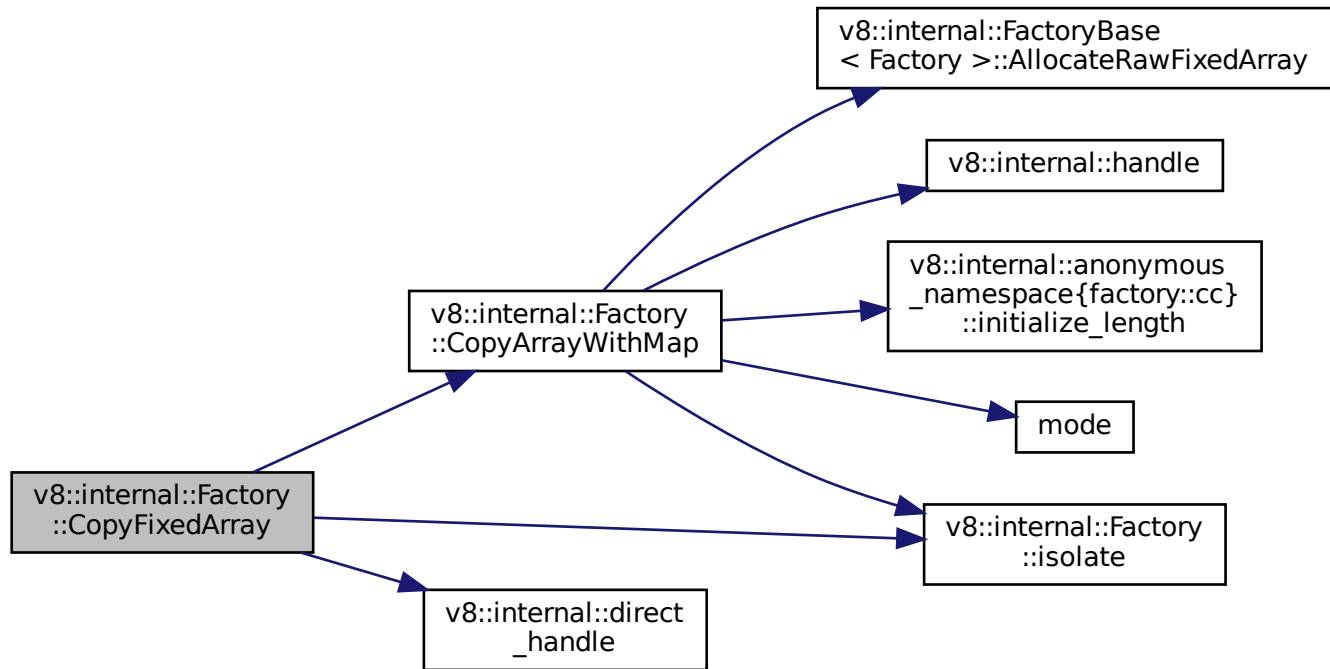 v8::internal::FactoryBase
< Factory >::AllocateRawFixedArray
v8::internal::handle
v8::internal::anonymous
_namespace{factory::cc}
::initialize_length
v8::internal::Factory
::CopyArrayWithMap
mode
v8::internal::Factory
::CopyFixedArray
v8::internal::Factory
::isolate
v8::internal::direct
_handle